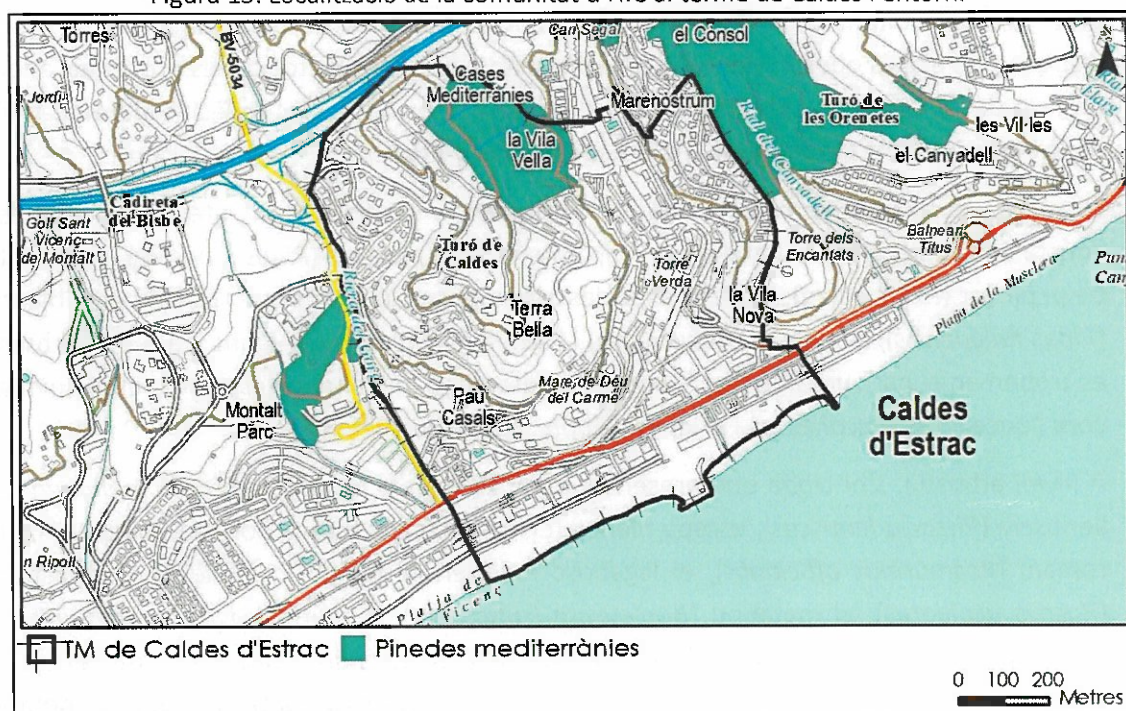 Torres
BV-5034
Can Segal
el Consol
Jordi
Cases
Mediterrànies
Marenostrum
Turó de
les Orenetes
les Vil·les
la Vila
Vella
Rial del Canyadell
el Canyadell
Cadireta
del Bisbe
Golf Sant
Vicenç
de Montalt
Turó de
Caldes
Torre
Verda
Torre dels
Encantats
Balneari
Titus
la Vila
Nova
Terra
Bella
Platja de la Musclera
Montalt
Parc
Pau
Casals
Mare de Déu
del Carme
Caldes
d'Estrac
n Ripoll
Platja de
Vicenç
TM de Caldes d'Estrac
Pinedes mediterrànies
0 100 200
Metres